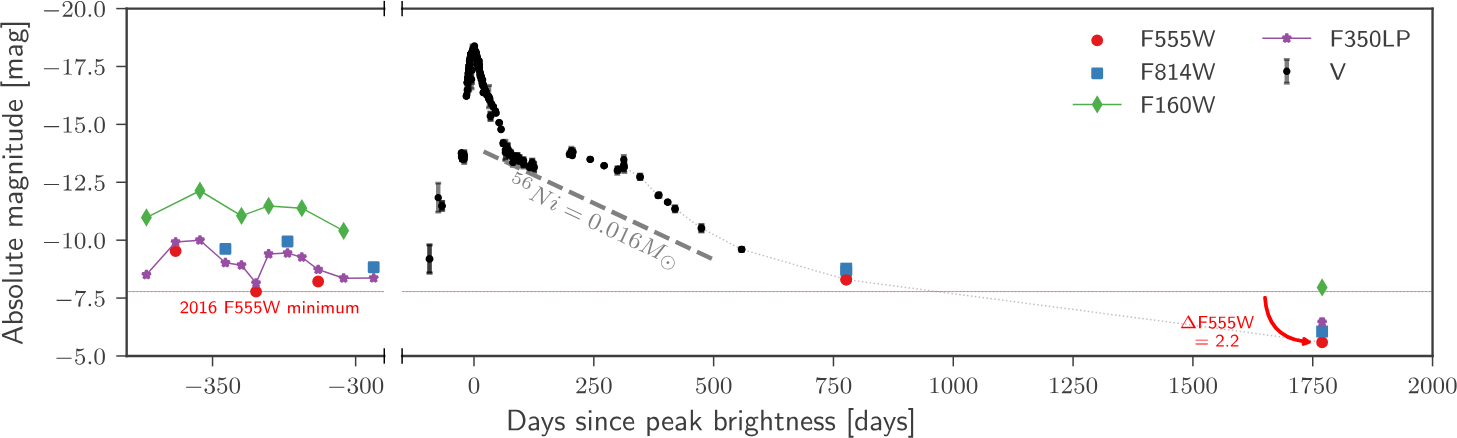 Absolute magnitude [mag]
−20.0
−17.5
−15.0
−12.5
−10.0
−7.5
−5.0
F555W
F814W
F160W
F350LP
V
⁵⁶Ni = 0.016M☉
2016 F555W minimum
ΔF555W
= 2.2
−350
−300
0
250
500
750
1000
1250
1500
1750
2000
Days since peak brightness [days]